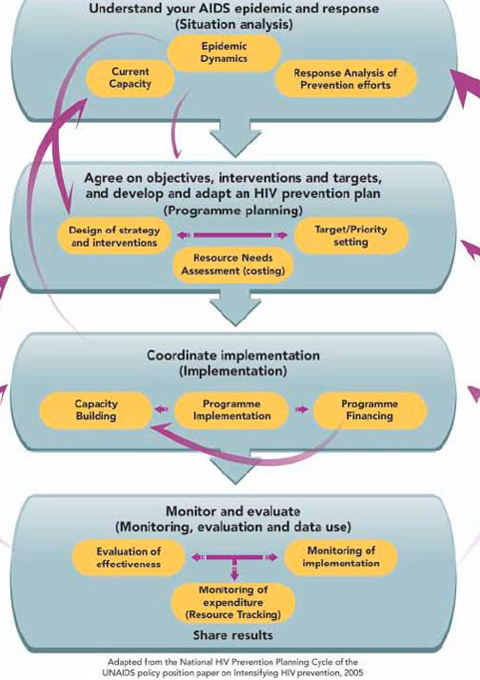 Understand your AIDS epidemic and response
(Situation analysis)
Epidemic
Dynamics
Current
Capacity
Response Analysis of
Prevention efforts
Agree on objectives, interventions and targets,
and develop and adapt an HIV prevention plan
(Programme planning)
Design of strategy
and interventions
Target/Priority
setting
Resource Needs
Assessment (costing)
Coordinate implementation
(Implementation)
Capacity
Building
Programme
Implementation
Programme
Financing
Monitor and evaluate
(Monitoring, evaluation and data use)
Evaluation of
effectiveness
Monitoring of
implementation
Monitoring of
expenditure
(Resource Tracking)
Share results
Adapted from the National HIV Prevention Planning Cycle of the
UNAIDS policy position paper on Intensifying HIV prevention, 2005